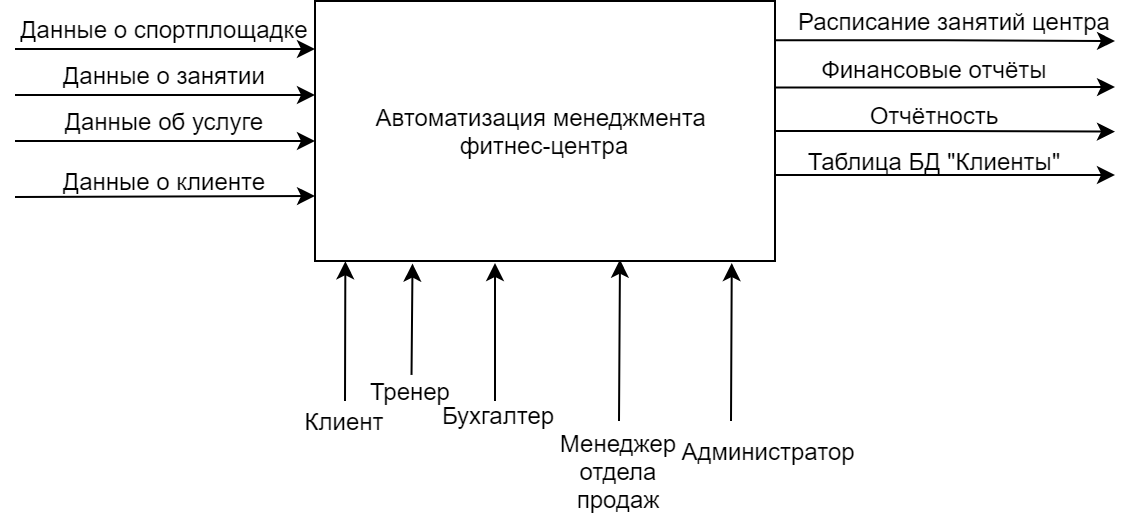 Данные о спортплощадке
Данные о занятии
Данные об услуге
Данные о клиенте
Автоматизация менеджмента
фитнес-центра
Расписание занятий центра
Финансовые отчёты
Отчётность
Таблица БД "Клиенты"
Клиент
Тренер
Бухгалтер
Менеджер
отдела
продаж
Администратор